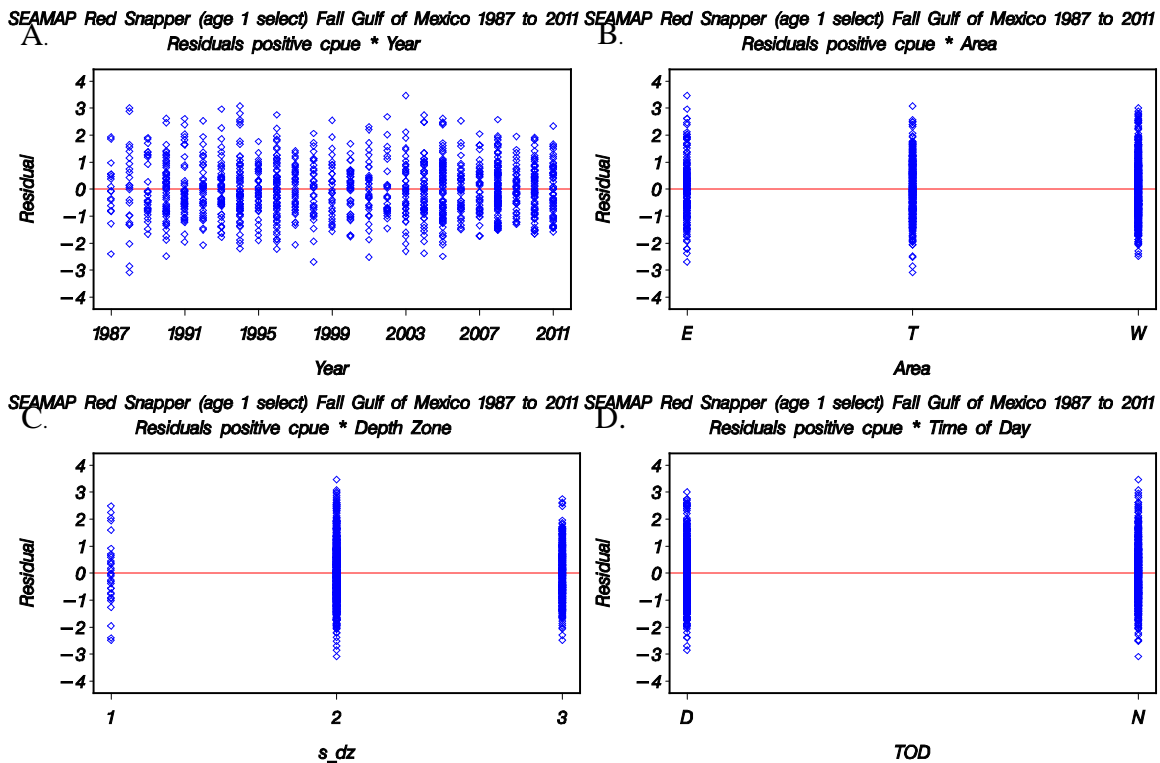 SEAMAP Red Snapper (age 1 select) Fall Gulf of Mexico 1987 to 2011
A.
Residuals positive cpue * Year
4
3
2
1
0
−1
−2
−3
−4
Residual
1987 1991 1995 1999 2003 2007 2011
Year
SEAMAP Red Snapper (age 1 select) Fall Gulf of Mexico 1987 to 2011
B.
Residuals positive cpue * Area
4
3
2
1
0
−1
−2
−3
−4
Residual
E T W
Area
SEAMAP Red Snapper (age 1 select) Fall Gulf of Mexico 1987 to 2011
C.
Residuals positive cpue * Depth Zone
4
3
2
1
0
−1
−2
−3
−4
Residual
1 2 3
s_dz
SEAMAP Red Snapper (age 1 select) Fall Gulf of Mexico 1987 to 2011
D.
Residuals positive cpue * Time of Day
4
3
2
1
0
−1
−2
−3
−4
Residual
D N
TOD